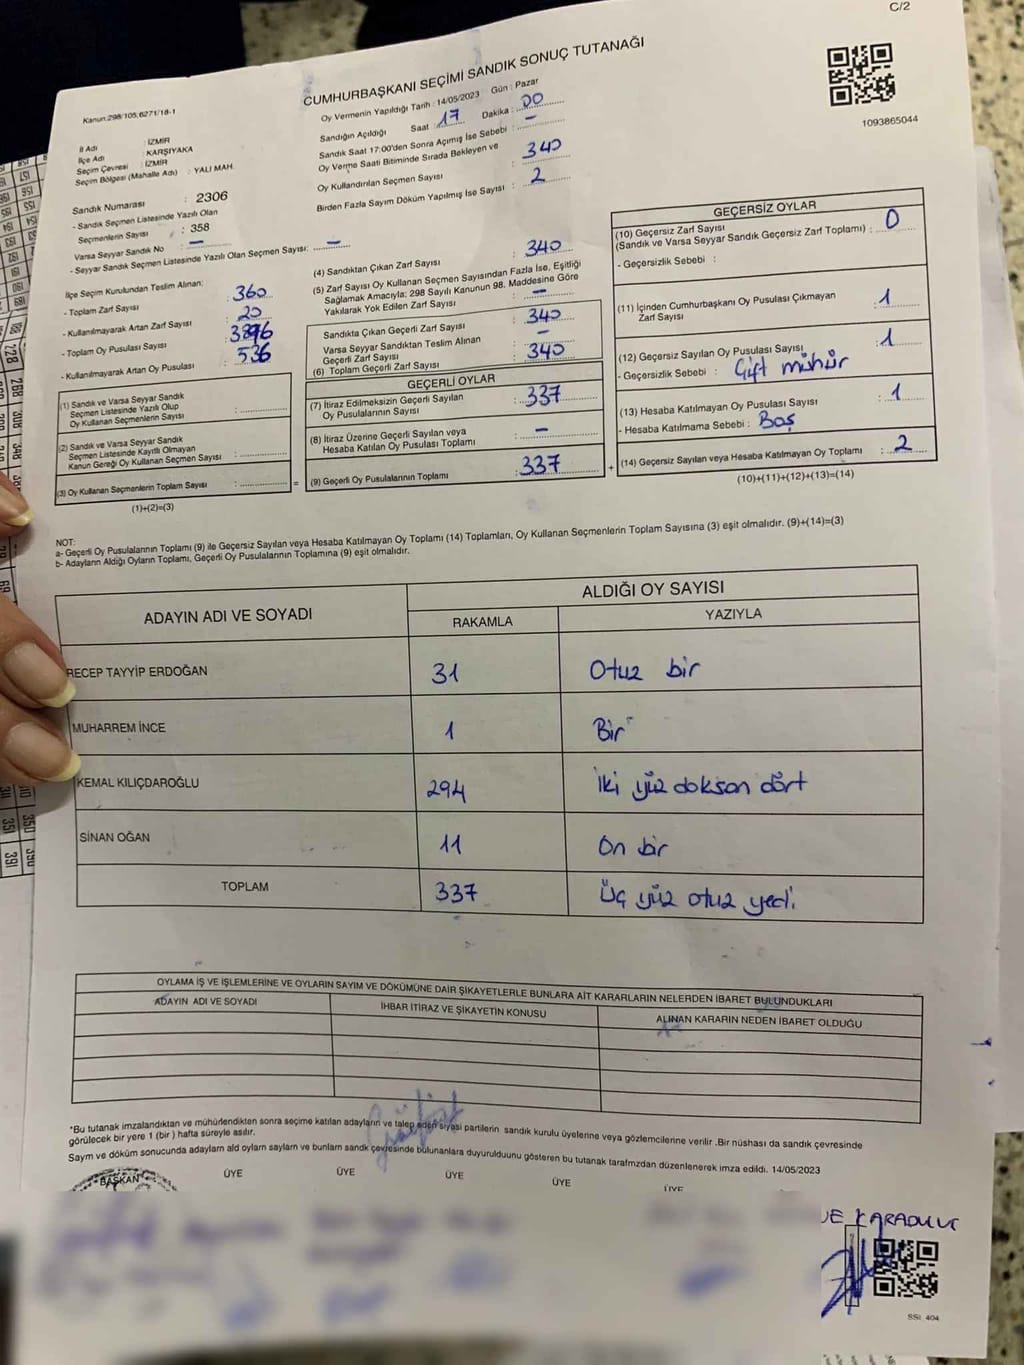 C/2
CUMHURBAŞKANI SEÇİMİ SANDIK SONUÇ TUTANAĞI
Kanun:298/105,6271/18-1
Oy Vermenin Yapıldığı Tarih : 14/05/2023 Gün : Pazar
Sandığın Açıldığı Saat : 17 Dakika : 00
Sandık Saat 17:00'den Sonra Açımış İse Sebebi : –
Oy Verme Saati Bitiminde Sırada Bekleyen ve
Oy Kullandırılan Seçmen Sayısı : 340
Birden Fazla Sayım Döküm Yapılmış İse Sayısı : 2
1093865044
İl Adı : İZMİR
İlçe Adı : KARŞIYAKA
Seçim Çevresi : İZMİR
Seçim Bölgesi (Mahalle Adı) : YALI MAH.
Sandık Numarası : 2306
- Sandık Seçmen Listesinde Yazılı Olan
Seçmenlerin Sayısı : 358
Varsa Seyyar Sandık No : –
- Seyyar Sandık Seçmen Listesinde Yazılı Olan Seçmen Sayısı: –
İlçe Seçim Kurulundan Teslim Alınan:
- Toplam Zarf Sayısı : 360
- Kullanılmayarak Artan Zarf Sayısı : 20
- Toplam Oy Pusulası Sayısı :
- Kullanılmayarak Artan Oy Pusulası : 536
(1) Sandık ve Varsa Seyyar Sandık
Seçmen Listesinde Yazılı Olup
Oy Kullanan Seçmenlerin Sayısı :
(2) Sandık ve Varsa Seyyar Sandık
Seçmen Listesinde Kayıtlı Olmayan
Kanun Gereği Oy Kullanan Seçmen Sayısı :
(3) Oy Kullanan Seçmenlerin Toplam Sayısı : =
(1)+(2)=(3)
(4) Sandıktan Çıkan Zarf Sayısı : 340
(5) Zarf Sayısı Oy Kullanan Seçmen Sayısından Fazla İse, Eşitliği
Sağlamak Amacıyla; 298 Sayılı Kanunun 98. Maddesine Göre
Yakılarak Yok Edilen Zarf Sayısı : –
Sandıkta Çıkan Geçerli Zarf Sayısı : 340
Varsa Seyyar Sandıktan Teslim Alınan
Geçerli Zarf Sayısı : –
(6) Toplam Geçerli Zarf Sayısı : 340
GEÇERLİ OYLAR
(7) İtiraz Edilmeksizin Geçerli Sayılan
Oy Pusulalarının Sayısı : 337
(8) İtiraz Üzerine Geçerli Sayılan veya
Hesaba Katılan Oy Pusulası Toplamı : –
(9) Geçerli Oy Pusulalarının Toplamı : 337 +
GEÇERSİZ OYLAR
(10) Geçersiz Zarf Sayısı
(Sandık ve Varsa Seyyar Sandık Geçersiz Zarf Toplamı) : 0
- Geçersizlik Sebebi :
(11) İçinden Cumhurbaşkanı Oy Pusulası Çıkmayan
Zarf Sayısı : 1
(12) Geçersiz Sayılan Oy Pusulası Sayısı : 1
- Geçersizlik Sebebi : Çift mühür
(13) Hesaba Katılmayan Oy Pusulası Sayısı : 1
- Hesaba Katılmama Sebebi : Boş
(14) Geçersiz Sayılan veya Hesaba Katılmayan Oy Toplamı : 2
(10)+(11)+(12)+(13)=(14)
NOT:
a- Geçerli Oy Pusulalarının Toplamı (9) ile Geçersiz Sayılan veya Hesaba Katılmayan Oy Toplamı (14) Toplamları, Oy Kullanan Seçmenlerin Toplam Sayısına (3) eşit olmalıdır. (9)+(14)=(3)
b- Adayların Aldığı Oyların Toplamı, Geçerli Oy Pusulalarının Toplamına (9) eşit olmalıdır.
ADAYIN ADI VE SOYADI
ALDIĞI OY SAYISI
RAKAMLA YAZIYLA
RECEP TAYYİP ERDOĞAN 31 Otuz bir
MUHARREM İNCE 1 Bir
KEMAL KILIÇDAROĞLU 294 iki yüz doksan dört
SİNAN OĞAN 11 On bir
TOPLAM 337 Üç yüz otuz yedi
OYLAMA İŞ VE İŞLEMLERİNE VE OYLARIN SAYIM VE DÖKÜMÜNE DAİR ŞİKAYETLERLE BUNLARA AİT KARARLARIN NELERDEN İBARET BULUNDUKLARI
ADAYIN ADI VE SOYADI İHBAR İTİRAZ VE ŞİKAYETİN KONUSU ALINAN KARARIN NEDEN İBARET OLDUĞU
*Bu tutanak imzalandıktan ve mühürlendikten sonra seçime katılan adayların ve talep eden siyasi partilerin sandık kurulu üyelerine veya gözlemcilerine verilir .Bir nüshası da sandık çevresinde
görülecek bir yere 1 (bir ) hafta süreyle asılır.
Saym ve döküm sonucunda adaylarn ald oylarn saylarn ve bunlarn sandk çevresinde bulunanlara duyurulduunu gösteren bu tutanak tarafmzdan düzenlenerek imza edildi. 14/05/2023
BAŞKAN ÜYE ÜYE ÜYE ÜYE ÜYE
KARADULUT
SSI 404